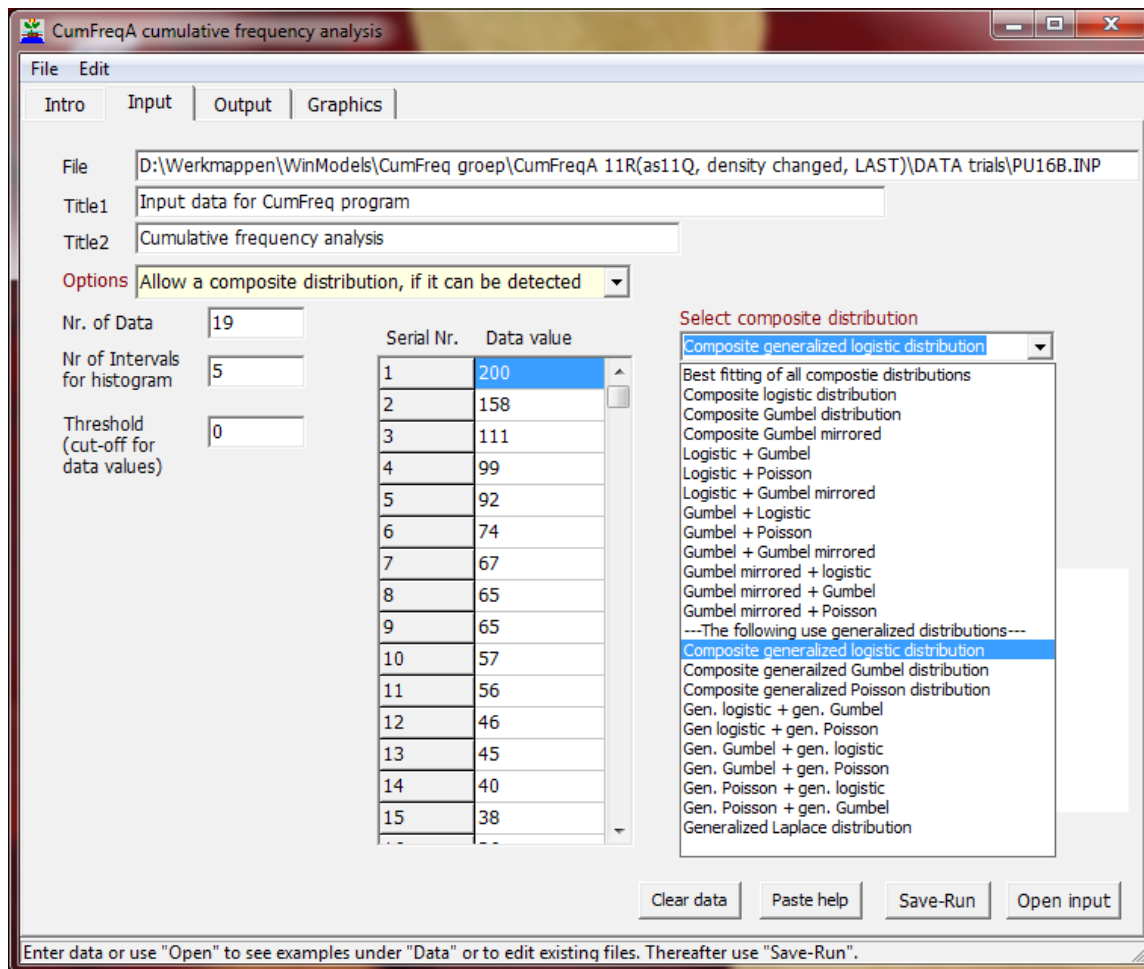 CumFreqA cumulative frequency analysis
File Edit
Intro Input Output Graphics
File D:\Werkmappen\WinModels\CumFreq groep\CumFreqA 11R(as11Q, density changed, LAST)\DATA trials\PU16B.INP
Title1 Input data for CumFreq program
Title2 Cumulative frequency analysis
Options Allow a composite distribution, if it can be detected
Nr. of Data 19
Nr of Intervals
for histogram 5
Threshold
(cut-off for
data values) 0
Serial Nr. Data value
1 200
2 158
3 111
4 99
5 92
6 74
7 67
8 65
9 65
10 57
11 56
12 46
13 45
14 40
15 38
Select composite distribution
Composite generalized logistic distribution
Best fitting of all compostie distributions
Composite logistic distribution
Composite Gumbel distribution
Composite Gumbel mirrored
Logistic + Gumbel
Logistic + Poisson
Logistic + Gumbel mirrored
Gumbel + Logistic
Gumbel + Poisson
Gumbel + Gumbel mirrored
Gumbel mirrored + logistic
Gumbel mirrored + Gumbel
Gumbel mirrored + Poisson
---The following use generalized distributions---
Composite generalized logistic distribution
Composite generailzed Gumbel distribution
Composite generalized Poisson distribution
Gen. logistic + gen. Gumbel
Gen logistic + gen. Poisson
Gen. Gumbel + gen. logistic
Gen. Gumbel + gen. Poisson
Gen. Poisson + gen. logistic
Gen. Poisson + gen. Gumbel
Generalized Laplace distribution
Clear data Paste help Save-Run Open input
Enter data or use "Open" to see examples under "Data" or to edit existing files. Thereafter use "Save-Run".